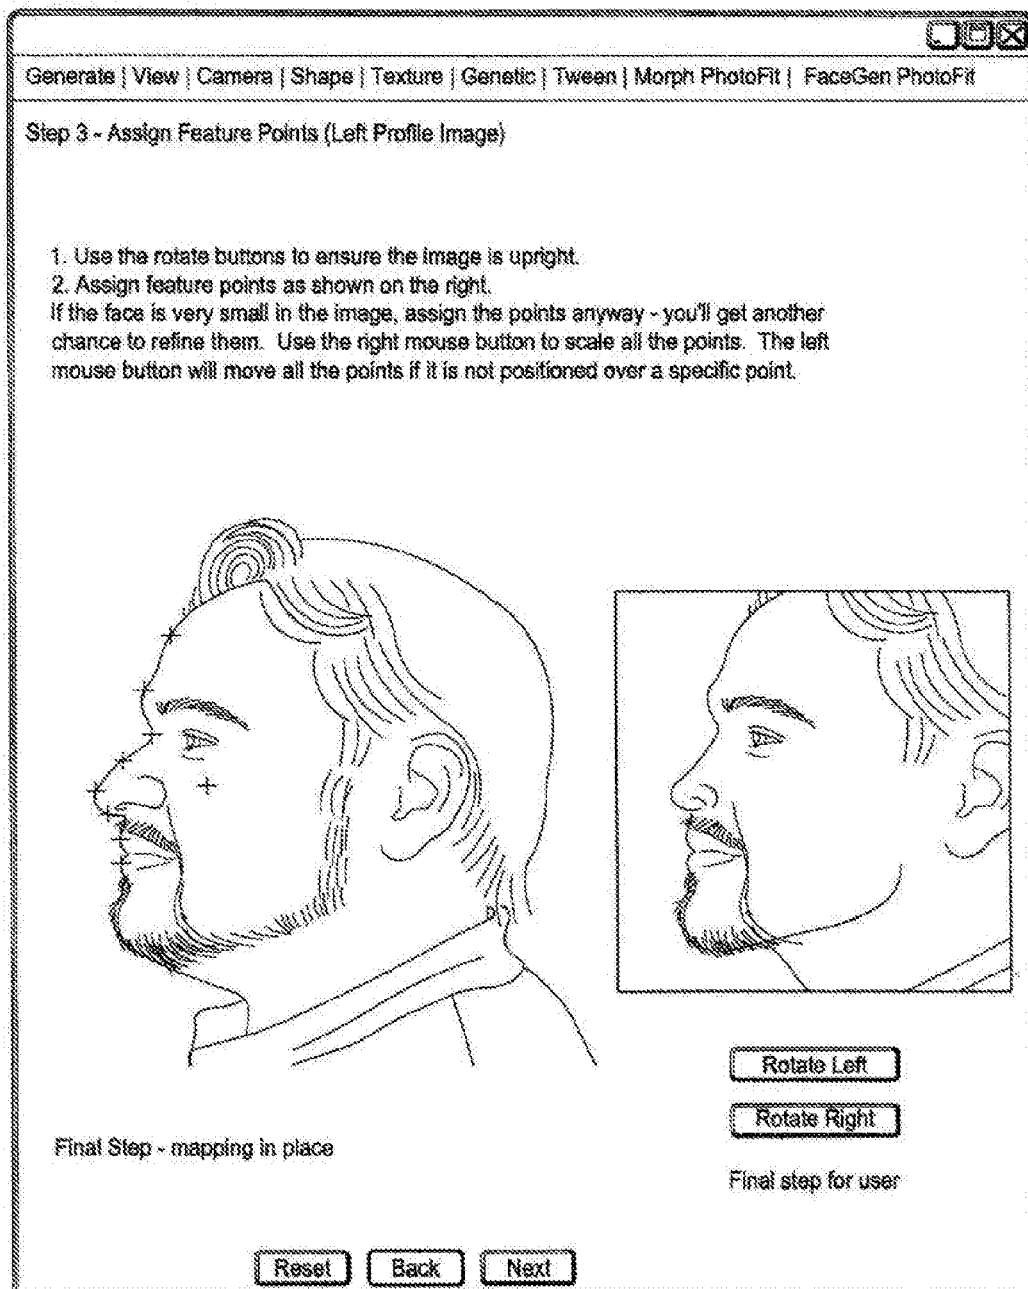 Generate | View | Camera | Shape | Texture | Genetic | Tween | Morph PhotoFit | FaceGen PhotoFit
Step 3 - Assign Feature Points (Left Profile Image)
1. Use the rotate buttons to ensure the image is upright.
2. Assign feature points as shown on the right.
If the face is very small in the image, assign the points anyway - you'll get another
chance to refine them. Use the right mouse button to scale all the points. The left
mouse button will move all the points if it is not positioned over a specific point.
Rotate Left
Rotate Right
Final Step - mapping in place
Final step for user
Reset
Back
Next